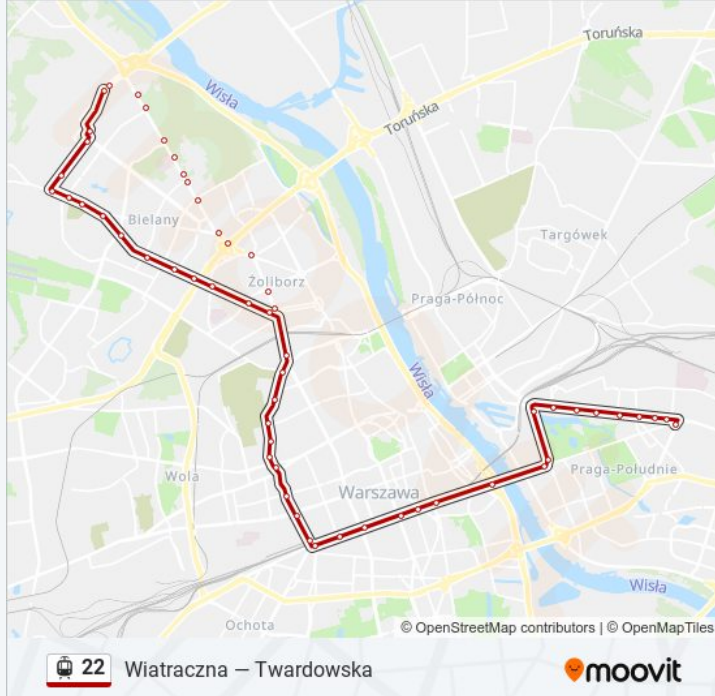 Toruńska
Wisła
Toruńska
Bielany
Targówek
Żoliborz
Praga-Północ
Wisła
Wola
Praga-Południe
Warszawa
Wisła
Ochota
© OpenStreetMap contributors | © OpenMapTiles
22 Wiatraczna — Twardowska
moovit